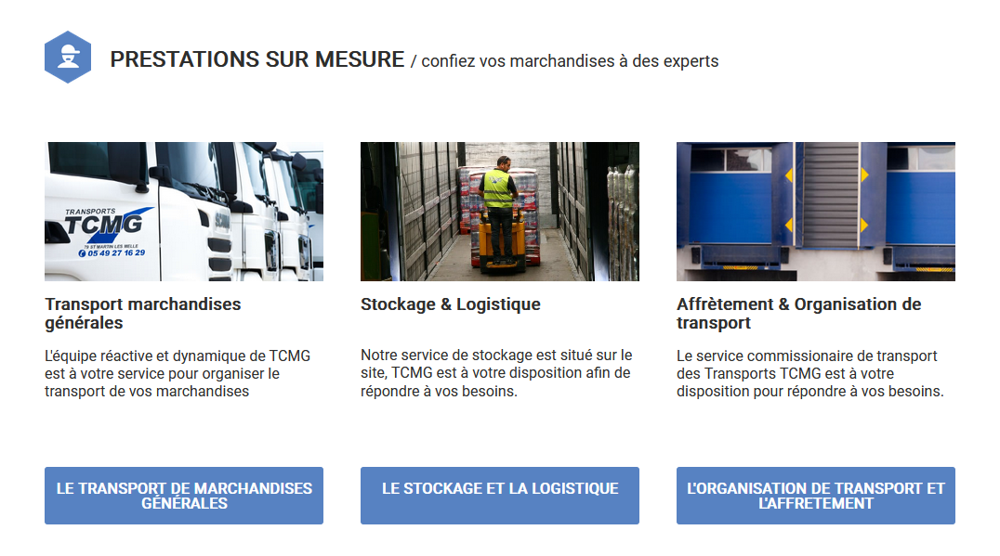 PRESTATIONS SUR MESURE / confiez vos marchandises à des experts
TRANSPORTS
TCMG
79 ST MARTIN LES MELLE
05 49 27 16 29
Transport marchandises
générales
L'équipe réactive et dynamique de TCMG
est à votre service pour organiser le
transport de vos marchandises
LE TRANSPORT DE MARCHANDISES
GÉNÉRALES
Stockage & Logistique
Notre service de stockage est situé sur le
site, TCMG est à votre disposition afin de
répondre à vos besoins.
LE STOCKAGE ET LA LOGISTIQUE
Affrètement & Organisation de
transport
Le service commissionaire de transport
des Transports TCMG est à votre
disposition pour répondre à vos besoins.
L'ORGANISATION DE TRANSPORT ET
L'AFFRETEMENT